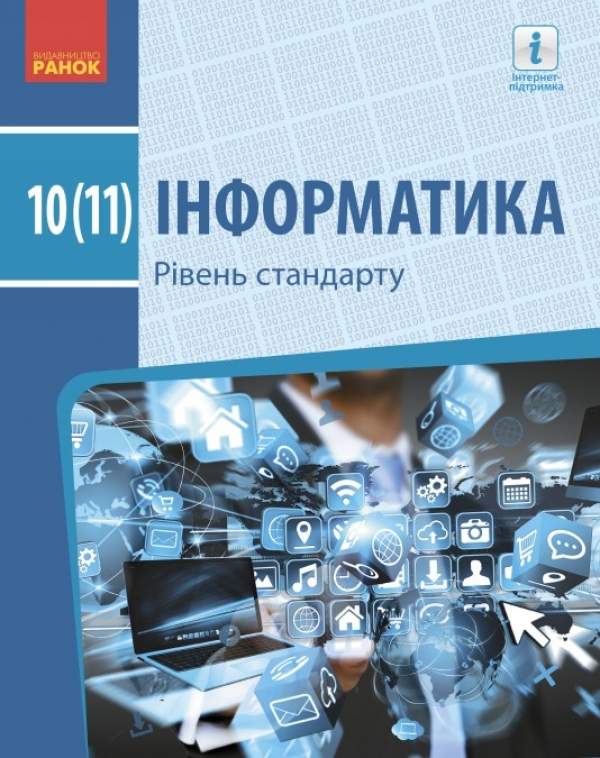 ВИДАВНИЦТВО
РАНОК
Інтернет-
підтримка
10(11)
ІНФОРМАТИКА
Рівень стандарту